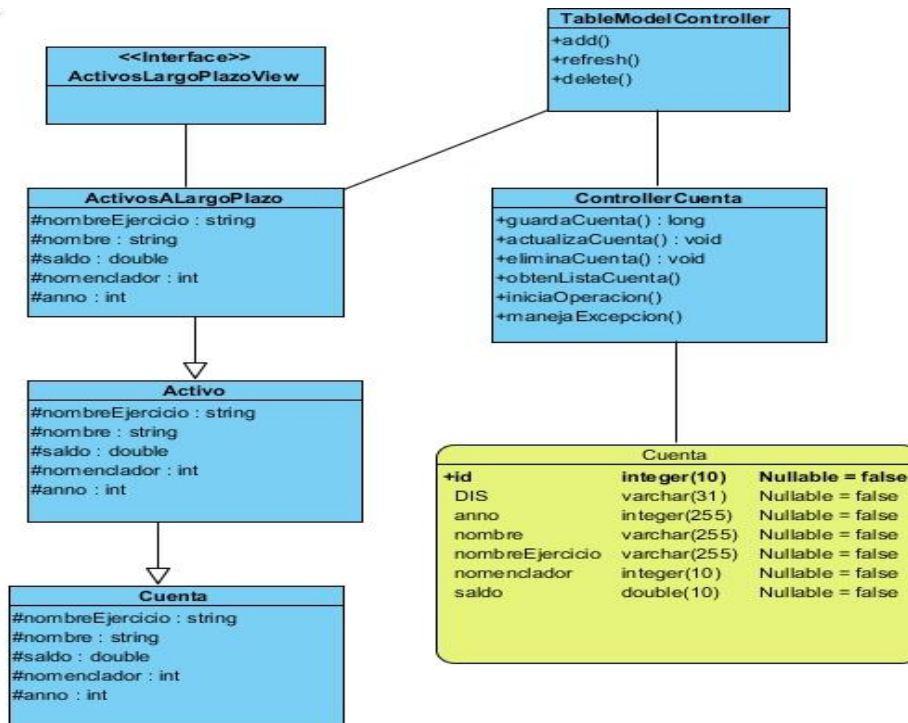 <<Interface>>
ActivosLargoPlazoView
TableModelController
+add()
+refresh()
+delete()
ActivosALargoPlazo
#nombreEjercicio : string
#nombre : string
#saldo : double
#nomenclador : int
#anno : int
ControllerCuenta
+guardaCuenta() : long
+actualizaCuenta() : void
+eliminaCuenta() : void
+obtenListaCuenta()
+iniciaOperacion()
+manejaExcepcion()
Activo
#nombreEjercicio : string
#nombre : string
#saldo : double
#nomenclador : int
#anno : int
Cuenta
+id integer(10) Nullable = false
DIS varchar(31) Nullable = false
anno integer(255) Nullable = false
nombre varchar(255) Nullable = false
nombreEjercicio varchar(255) Nullable = false
nomenclador integer(10) Nullable = false
saldo double(10) Nullable = false
Cuenta
#nombreEjercicio : string
#nombre : string
#saldo : double
#nomenclador : int
#anno : int